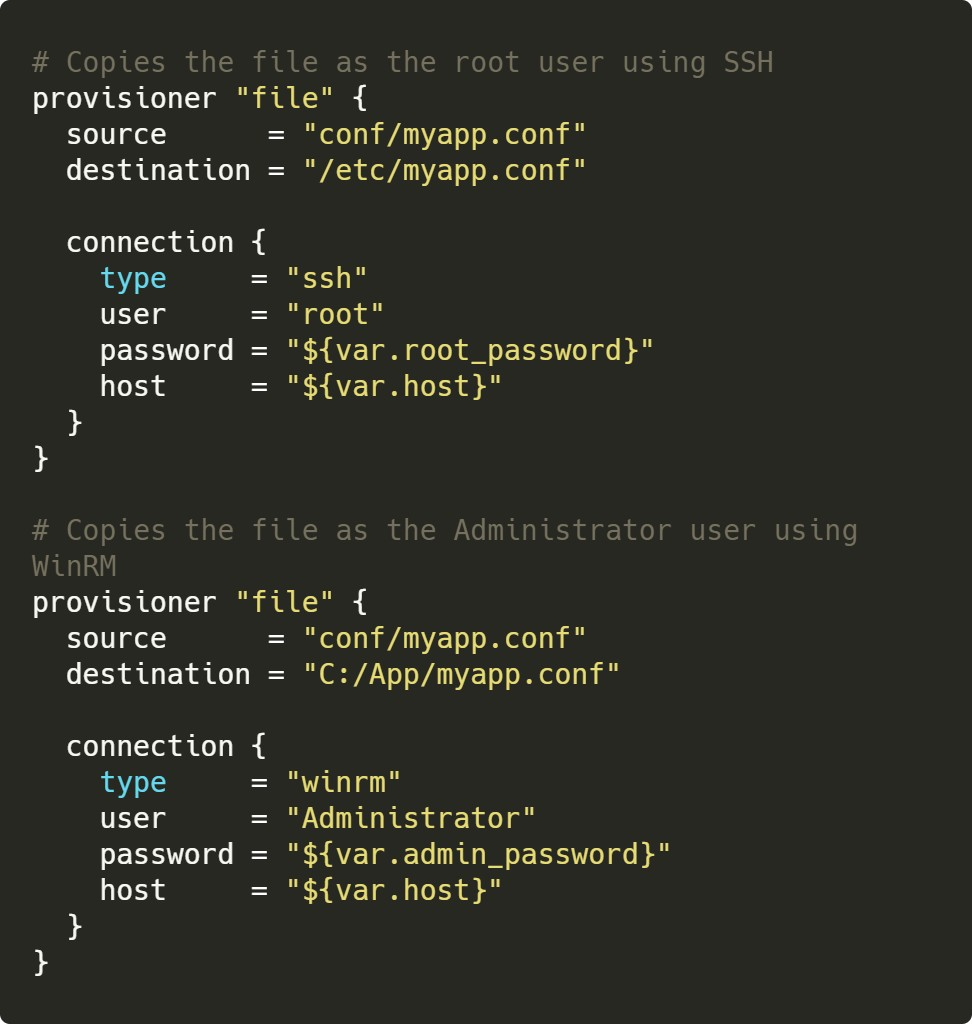 # Copies the file as the root user using SSH
provisioner "file" {
  source      = "conf/myapp.conf"
  destination = "/etc/myapp.conf"

  connection {
    type     = "ssh"
    user     = "root"
    password = "${var.root_password}"
    host     = "${var.host}"
  }
}

# Copies the file as the Administrator user using
WinRM
provisioner "file" {
  source      = "conf/myapp.conf"
  destination = "C:/App/myapp.conf"

  connection {
    type     = "winrm"
    user     = "Administrator"
    password = "${var.admin_password}"
    host     = "${var.host}"
  }
}